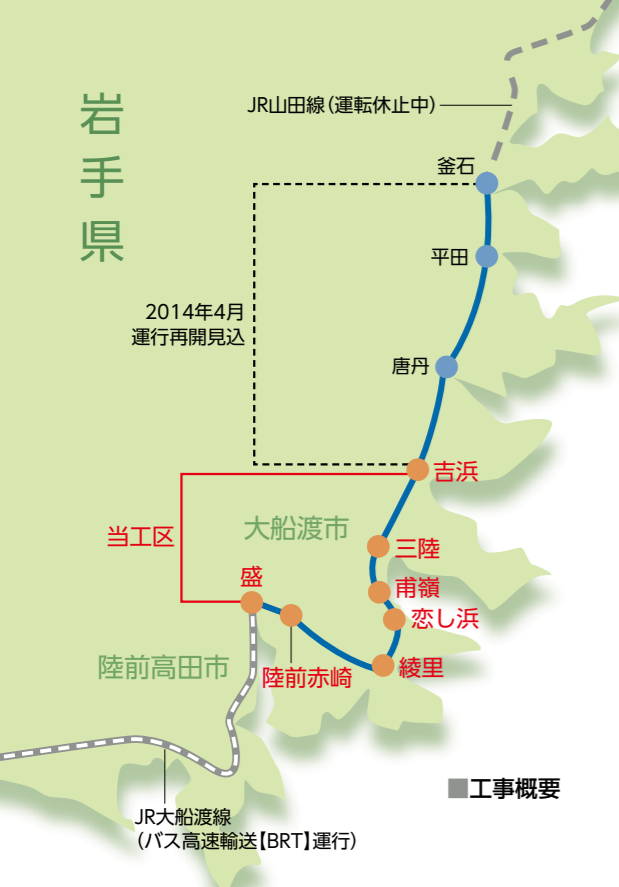 岩手県
JR山田線（運転休止中）
釜石
平田
2014年4月
運行再開見込
唐丹
吉浜
当工区
大船渡市
三陸
盛
甫嶺
恋し浜
陸前高田市
陸前赤崎
綾里
■工事概要
JR大船渡線
（バス高速輸送【BRT】運行）